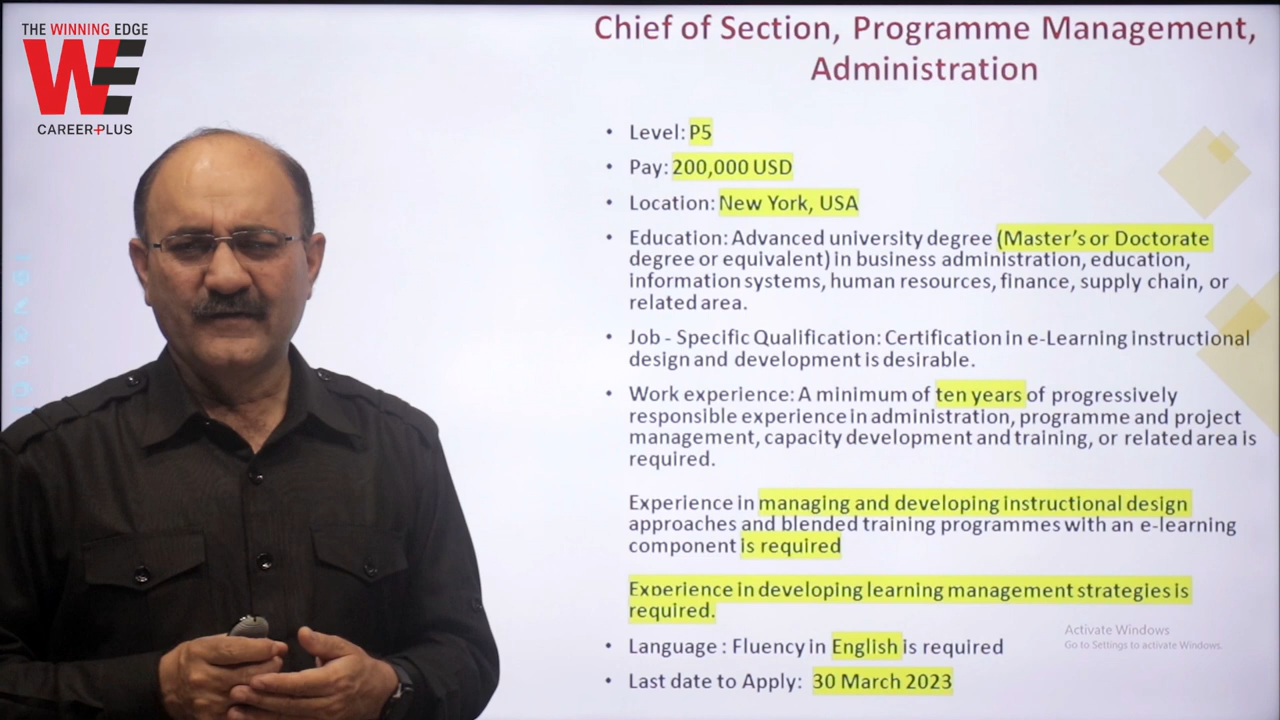 THE WINNING EDGE
WE
CAREER+PLUS
Chief of Section, Programme Management,
Administration
• Level: P5
• Pay: 200,000 USD
• Location: New York, USA
• Education: Advanced university degree (Master's or Doctorate
degree or equivalent) in business administration, education,
information systems, human resources, finance, supply chain, or
related area.
• Job - Specific Qualification: Certification in e-Learning instructional
design and development is desirable.
• Work experience: A minimum of ten years of progressively
responsible experience in administration, programme and project
management, capacity development and training, or related area is
required.
Experience in managing and developing instructional design
approaches and blended training programmes with an e-learning
component is required
Experience in developing learning management strategies is
required.
• Language : Fluency in English is required
• Last date to Apply: 30 March 2023
Activate Windows
Go to Settings to activate Windows.